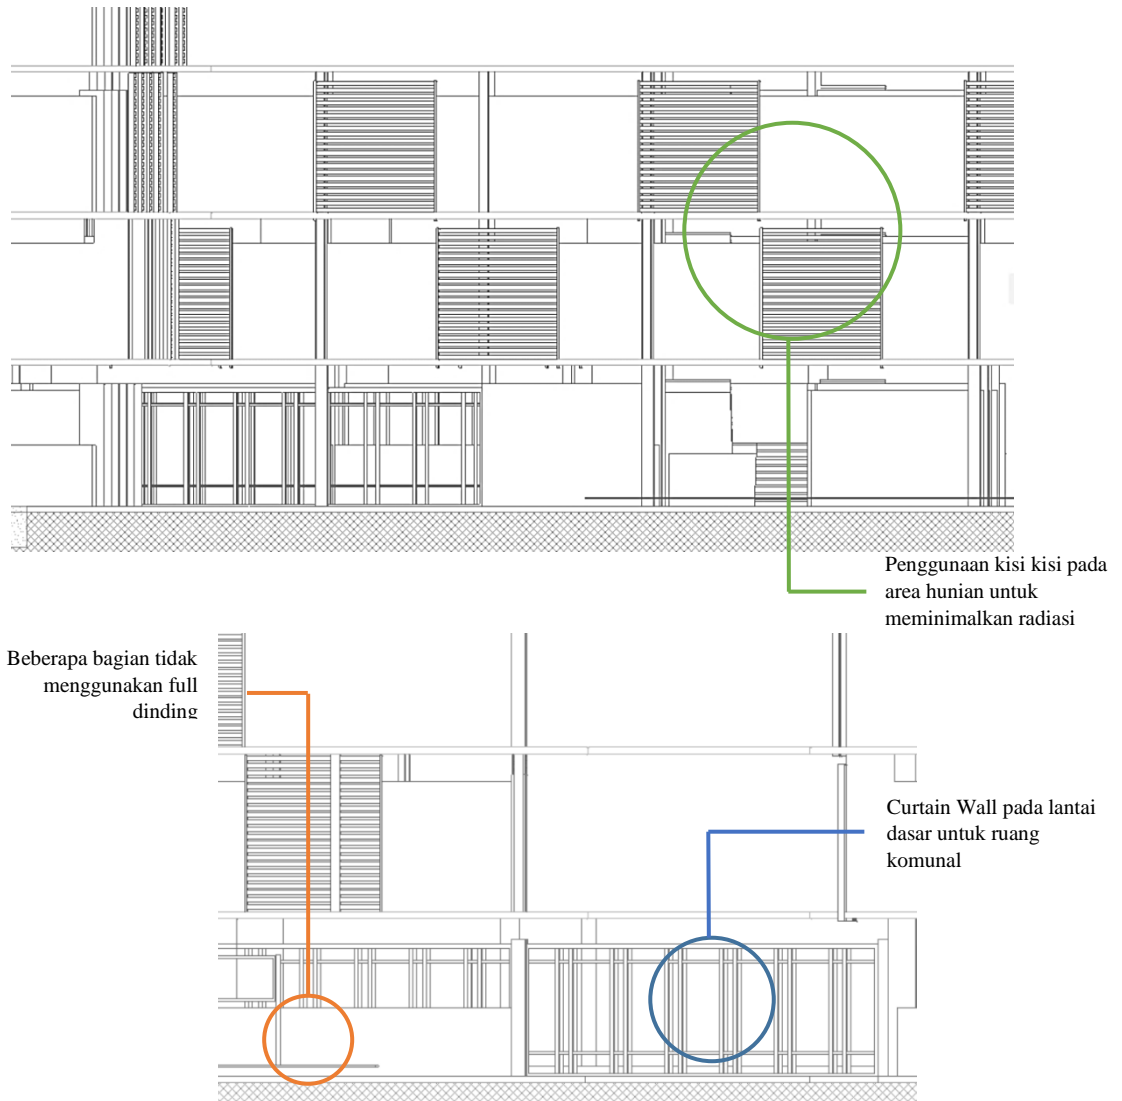 Penggunaan kisi kisi pada
area hunian untuk
meminimalkan radiasi
Beberapa bagian tidak
menggunakan full
dinding
Curtain Wall pada lantai
dasar untuk ruang
komunal